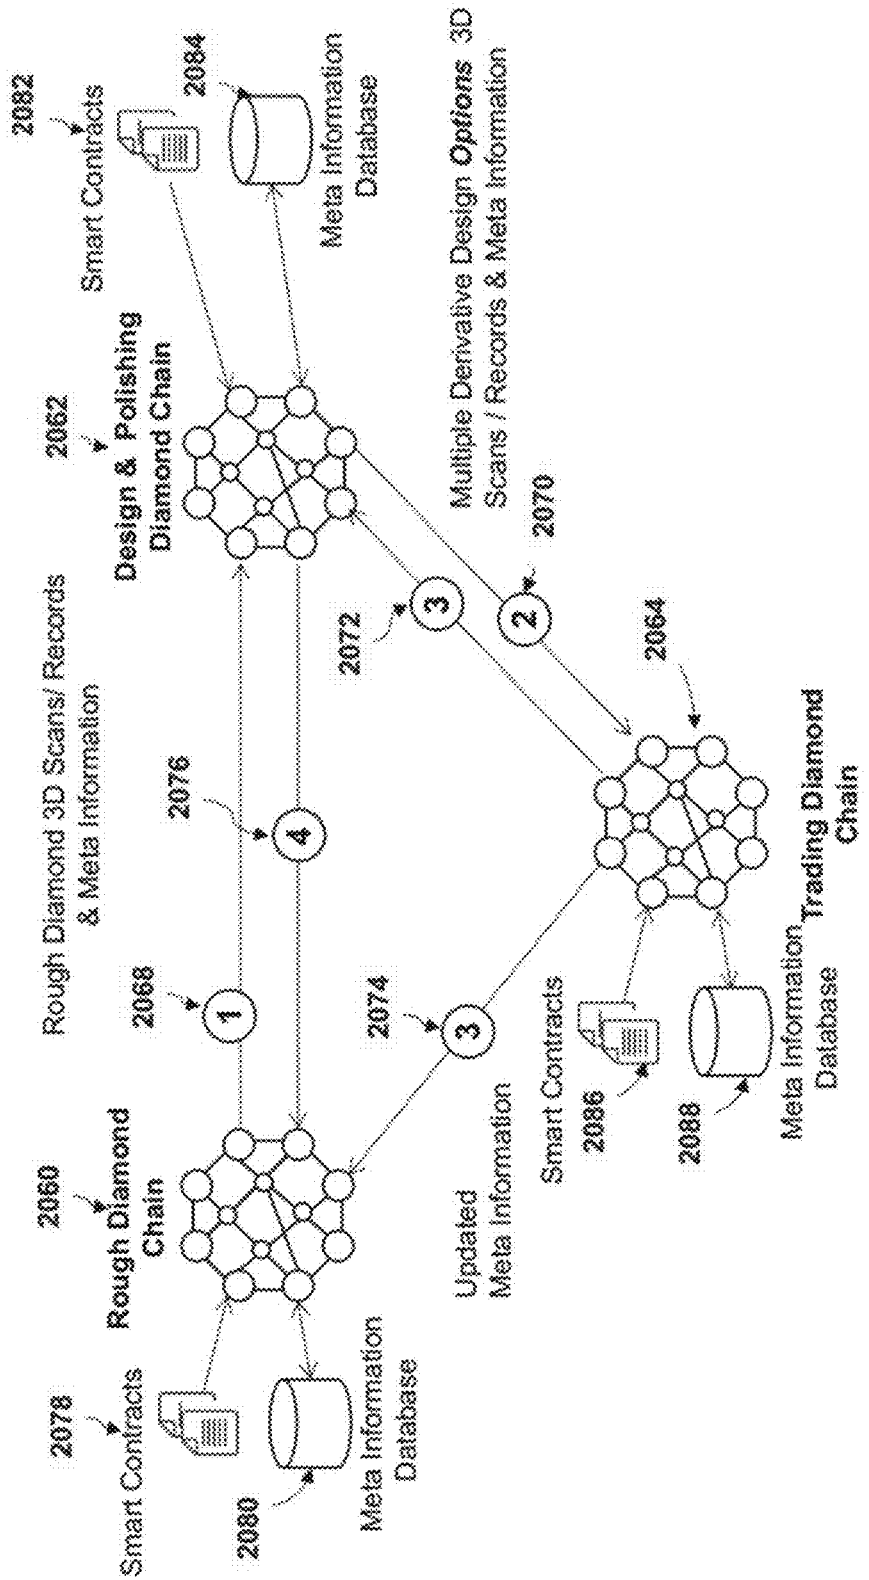 2078
Smart Contracts
2080
Meta Information
Database
2060
Rough Diamond
Chain
2068
1
Rough Diamond 3D Scans/ Records
& Meta Information
2076
4
2062
Design & Polishing
Diamond Chain
2082
Smart Contracts
2084
Meta Information
Database
Multiple Derivative Design Options 3D
Scans / Records & Meta Information
2072
3
2
2070
2074
3
Updated
Meta Information
2064
Trading Diamond
Chain
Smart Contracts
2086
2088
Meta Information
Database